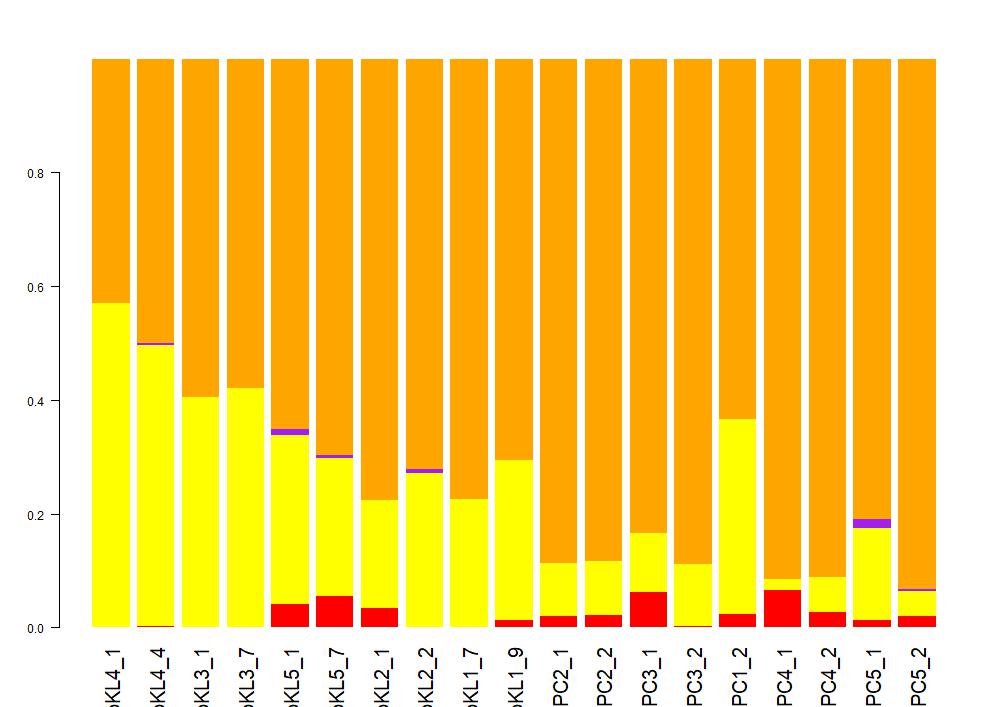 0.8
0.6
0.4
0.2
0.0
KL4_1
KL4_4
KL3_1
KL3_7
KL5_1
KL5_7
KL2_1
KL2_2
KL1_7
KL1_9
PC2_1
PC2_2
PC3_1
PC3_2
PC1_2
PC4_1
PC4_2
PC5_1
PC5_2